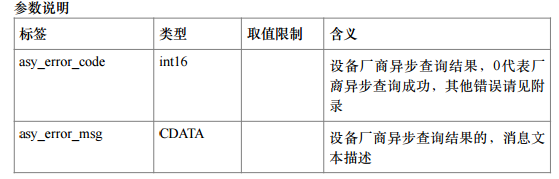 参数说明
标签 类型 取值限制 含义
asy_error_code int16 设备厂商异步查询结果，0代表厂
商异步查询成功，其他错误请见附
录
asy_error_msg CDATA 设备厂商异步查询结果的，消息文
本描述